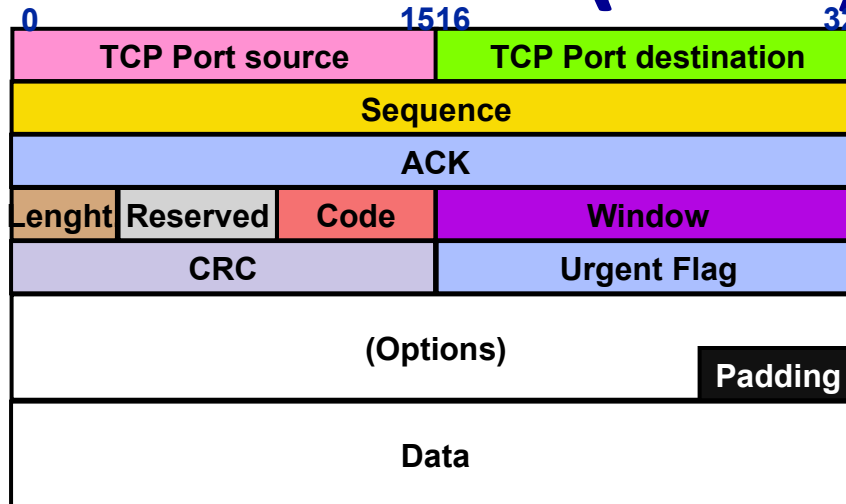 0 1516 32
TCP Port source TCP Port destination
Sequence
ACK
Lenght Reserved Code Window
CRC Urgent Flag
(Options)
Padding
Data